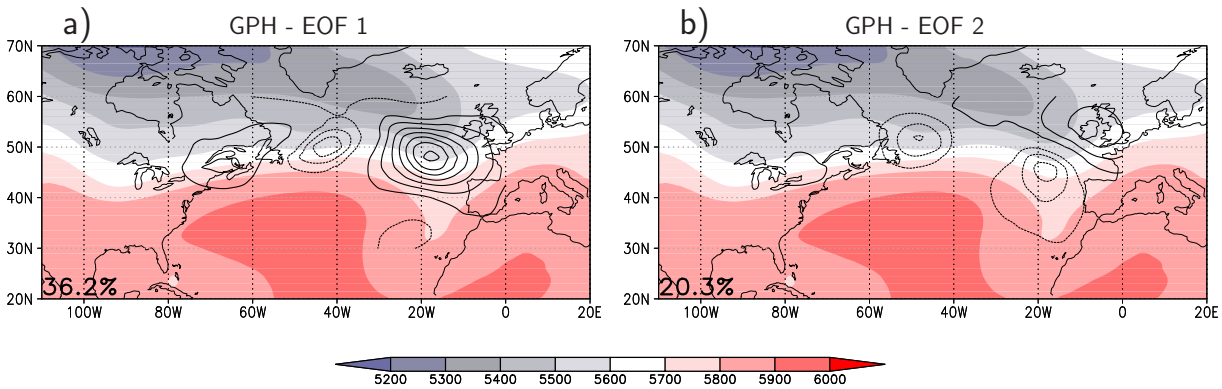 a) GPH - EOF 1
70N
60N
50N
40N
30N
20N
36.2%
100W 80W 60W 40W 20W 0 20E
b) GPH - EOF 2
70N
60N
50N
40N
30N
20N
20.3%
100W 80W 60W 40W 20W 0 20E
5200 5300 5400 5500 5600 5700 5800 5900 6000